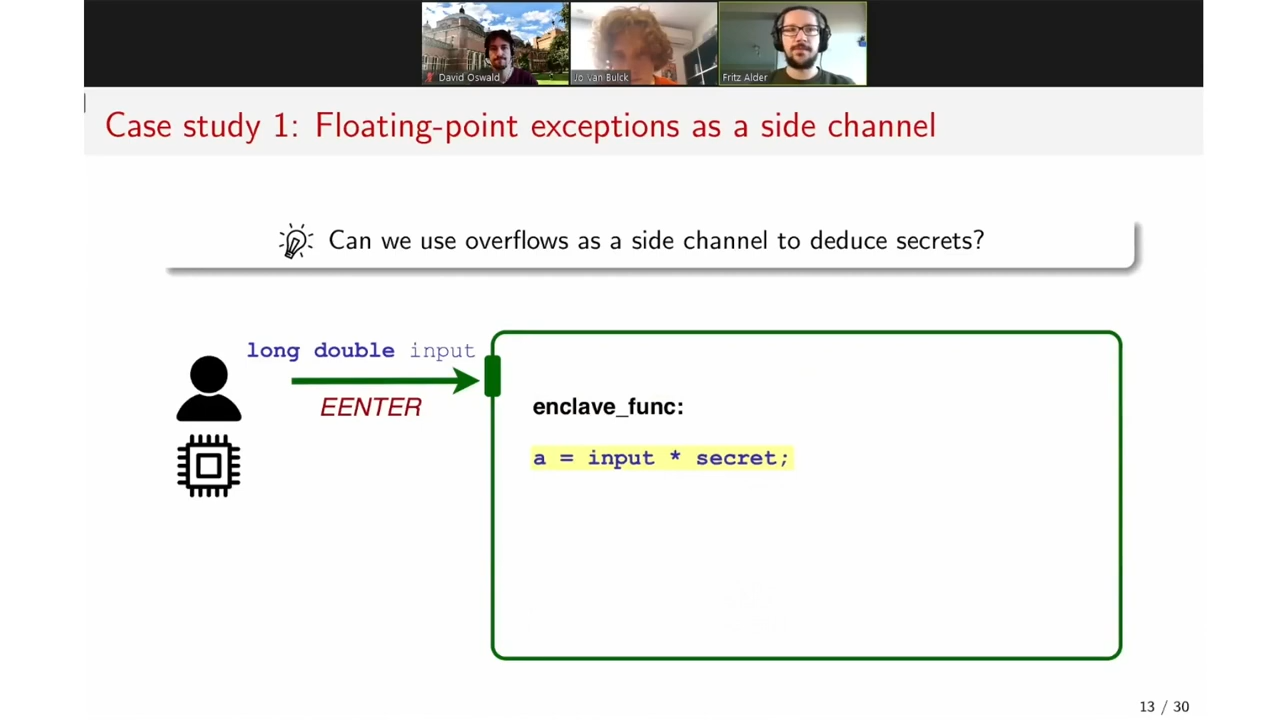 David Oswald
Jo Van Bulck
Fritz Alder
Case study 1: Floating-point exceptions as a side channel
Can we use overflows as a side channel to deduce secrets?
long double input
EENTER
enclave_func:
a = input * secret;
13 / 30